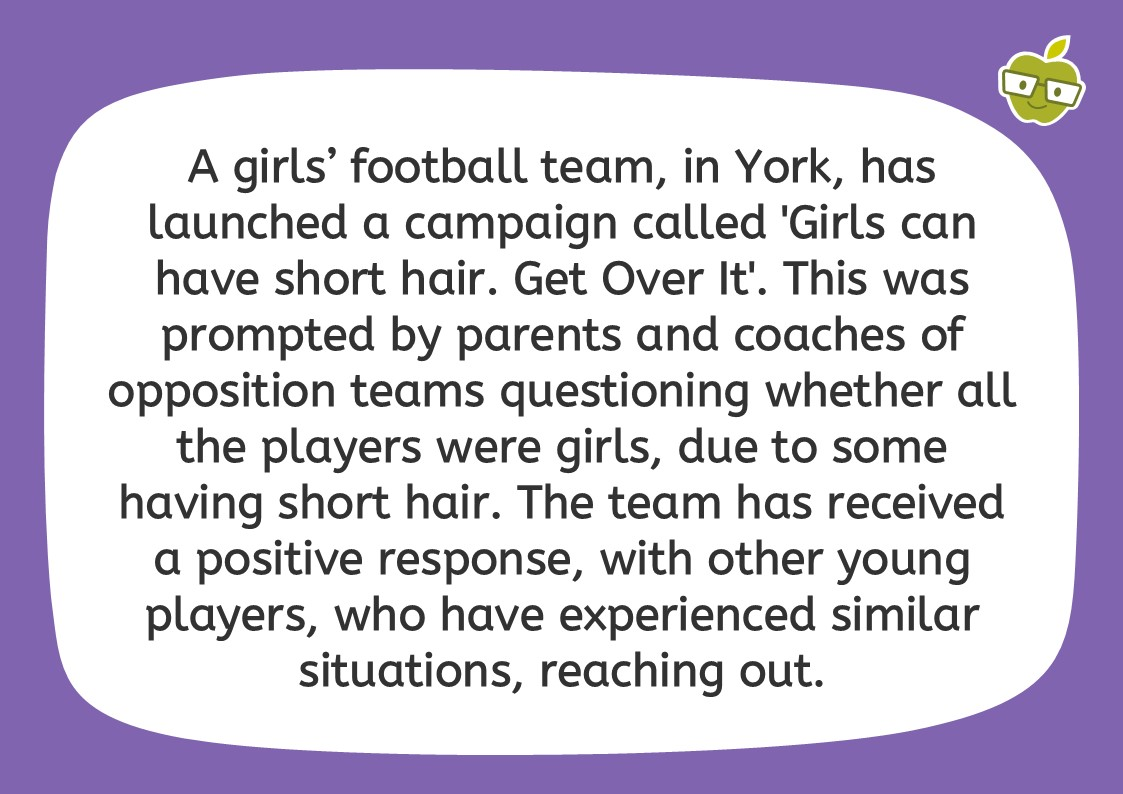 A girls’ football team, in York, has
launched a campaign called 'Girls can
have short hair. Get Over It'. This was
prompted by parents and coaches of
opposition teams questioning whether all
the players were girls, due to some
having short hair. The team has received
a positive response, with other young
players, who have experienced similar
situations, reaching out.